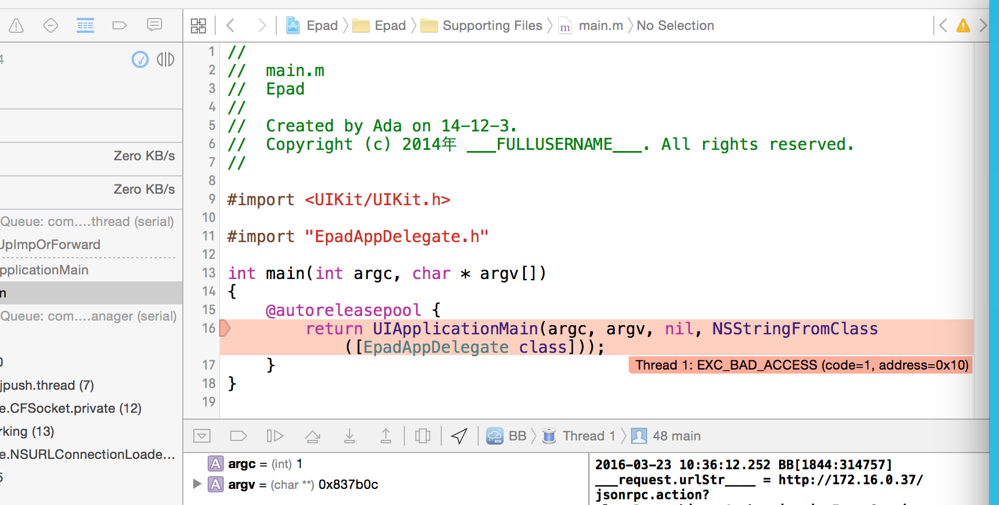 Epad Epad Supporting Files main.m No Selection
4
Zero KB/s
Zero KB/s
Queue: com....thread (serial)
UpImpOrForward
pplicationMain
n
Queue: com....anager (serial)
0
jpush.thread (7)
e.CFSocket.private (12)
rking (13)
e.NSURLConnectionLoade...
5
1 //
2 //  main.m
3 //  Epad
4 //
5 //  Created by Ada on 14-12-3.
6 //  Copyright (c) 2014年 ___FULLUSERNAME___. All rights reserved.
7 //
8
9 #import <UIKit/UIKit.h>
10
11 #import "EpadAppDelegate.h"
12
13 int main(int argc, char * argv[])
14 {
15     @autoreleasepool {
16         return UIApplicationMain(argc, argv, nil, NSStringFromClass
([EpadAppDelegate class]));
17     }
Thread 1: EXC_BAD_ACCESS (code=1, address=0x10)
18 }
19
BB Thread 1 48 main
A argc = (int) 1
A argv = (char **) 0x837b0c
2016-03-23 10:36:12.252 BB[1844:314757]
___request.urlStr____ = http://172.16.0.37/
jsonrpc.action?